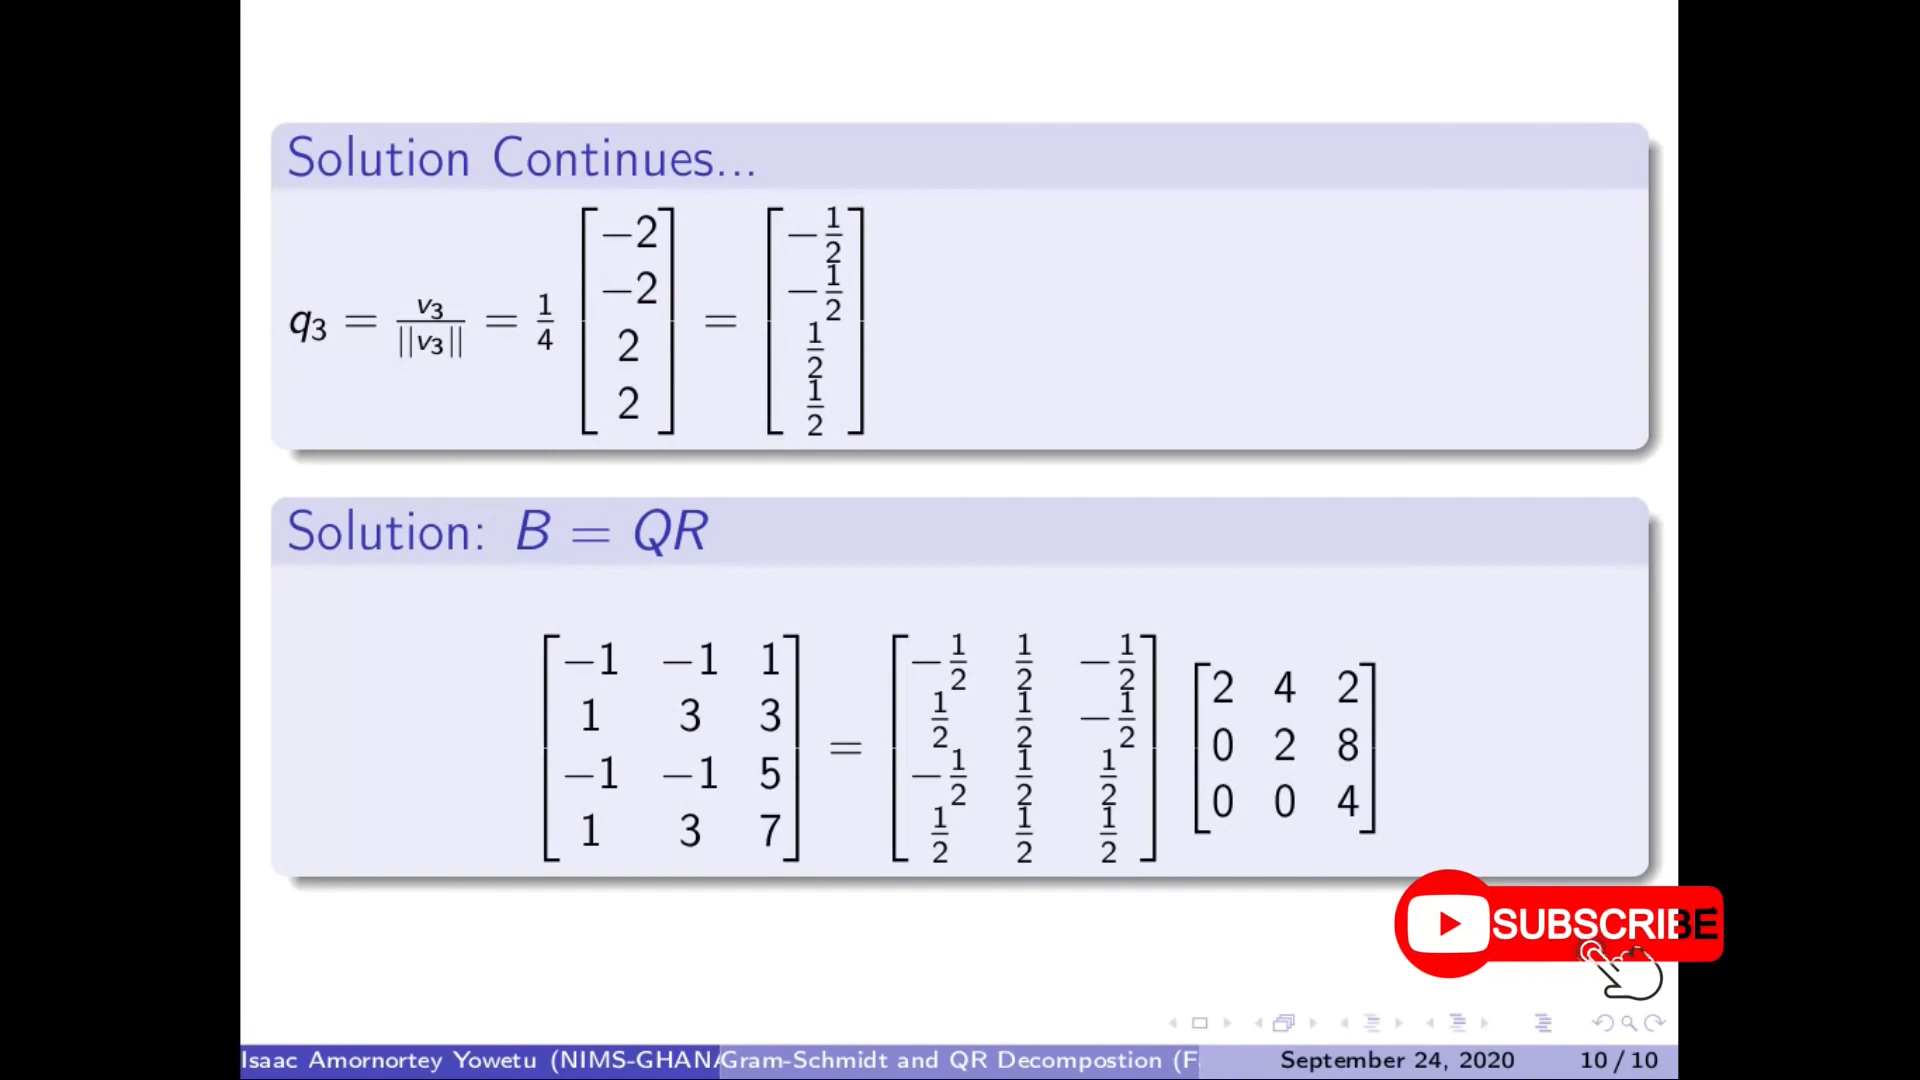 Solution Continues...
q₃ = v₃/||v₃|| = 1/4 [−2 −2 2 2] = [−1/2 −1/2 1/2 1/2]
Solution: B = QR
[−1 −1 1; 1 3 3; −1 −1 5; 1 3 7] = [−1/2 1/2 −1/2; 1/2 1/2 −1/2; −1/2 1/2 1/2; 1/2 1/2 1/2] [2 4 2; 0 2 8; 0 0 4]
SUBSCRIBE
Isaac Amornortey Yowetu (NIMS-GHANA Gram-Schmidt and QR Decompostion (F September 24, 2020 10 / 10